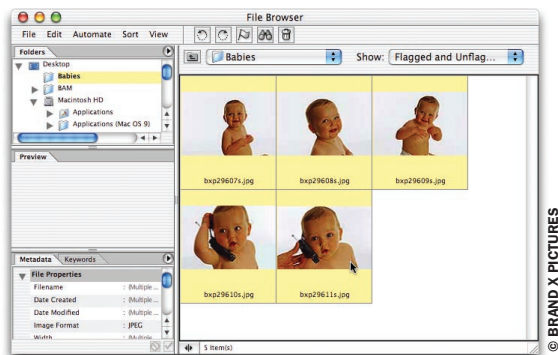 File Browser
File Edit Automate Sort View
Folders
Desktop
Babies
BAM
Macintosh HD
Applications
Applications (Mac OS 9)
Preview
Metadata Keywords
File Properties
Filename : (Multiple ...
Date Created : (Multiple ...
Date Modified : (Multiple ...
Image Format : JPEG
Width : (Multiple ...
Babies Show: Flagged and Unflag...
bxp29607s.jpg bxp29608s.jpg bxp29609s.jpg
bxp29610s.jpg bxp29611s.jpg
5 Item(s)
© BRAND X PICTURES